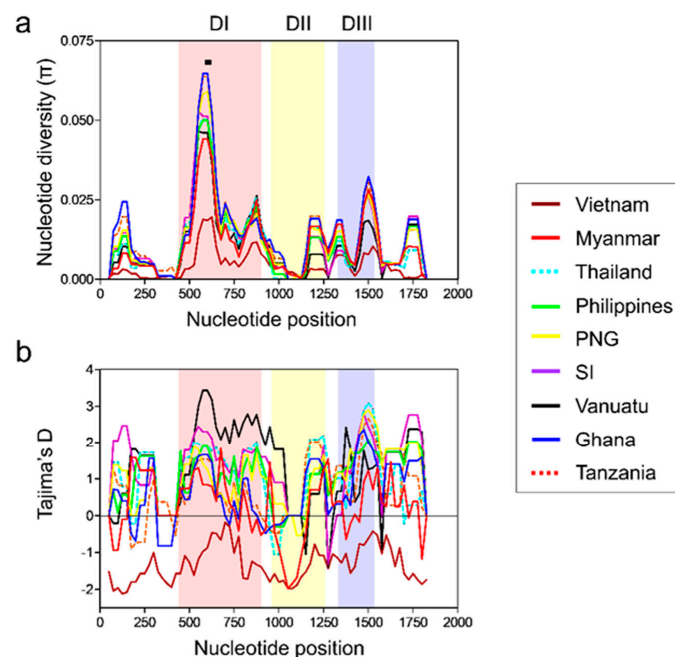 a
DI DII DIII
Nucleotide diversity (π)
0.075
0.050
0.025
0.000
0 250 500 750 1000 1250 1500 1750 2000
Nucleotide position
b
Tajima's D
4
3
2
1
0
-1
-2
0 250 500 750 1000 1250 1500 1750 2000
Nucleotide position
Vietnam
Myanmar
Thailand
Philippines
PNG
SI
Vanuatu
Ghana
Tanzania